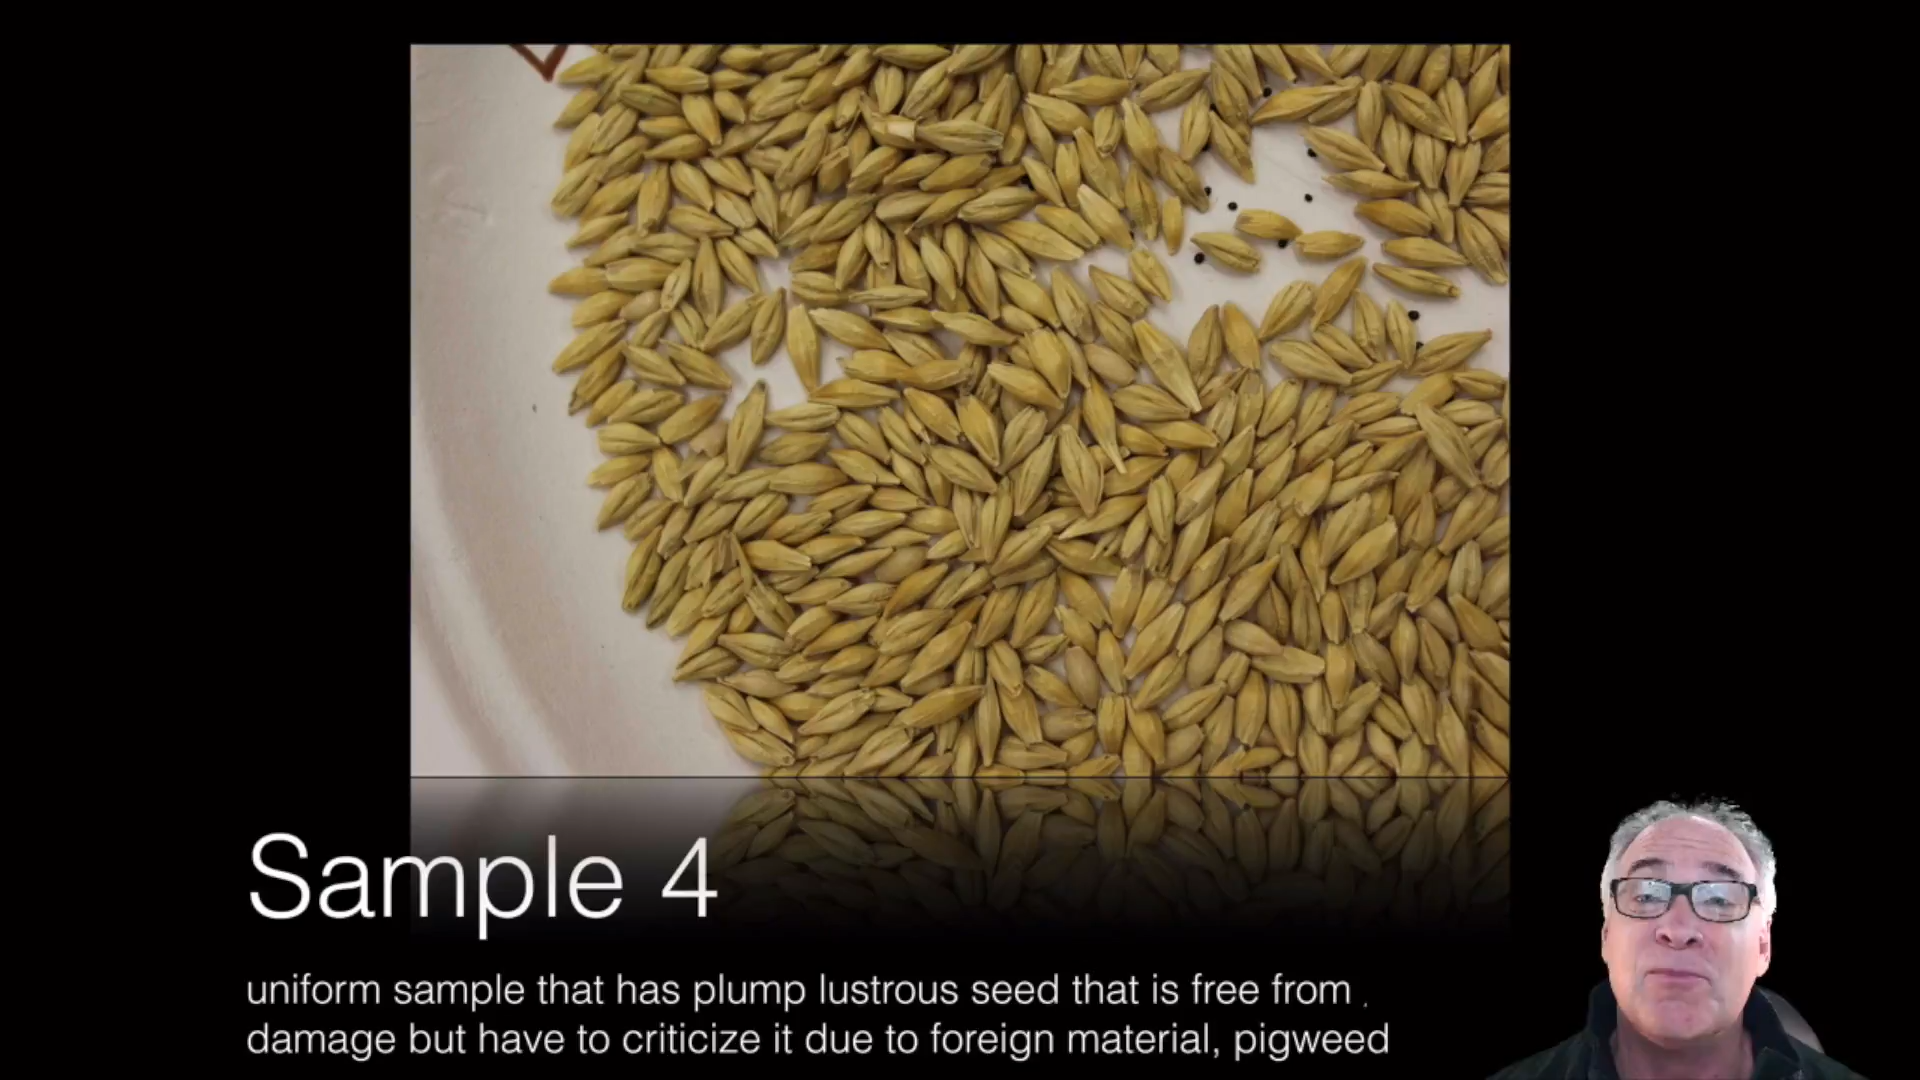 Sample 4
uniform sample that has plump lustrous seed that is free from .
damage but have to criticize it due to foreign material, pigweed